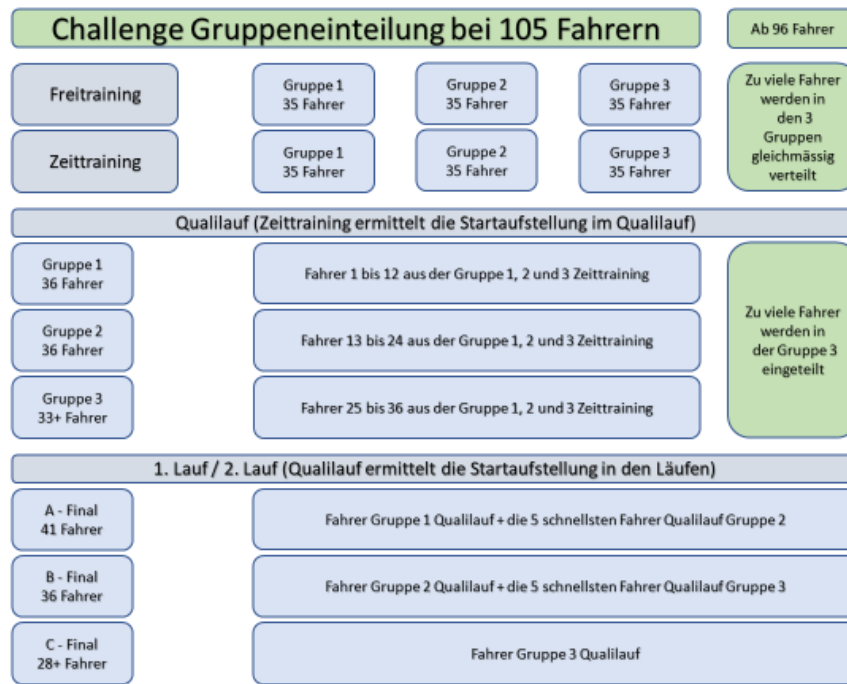 Challenge Gruppeneinteilung bei 105 Fahrern
Ab 96 Fahrer
Freitraining
Gruppe 1
35 Fahrer
Gruppe 2
35 Fahrer
Gruppe 3
35 Fahrer
Zeittraining
Gruppe 1
35 Fahrer
Gruppe 2
35 Fahrer
Gruppe 3
35 Fahrer
Zu viele Fahrer
werden in
den 3
Gruppen
gleichmässig
verteilt
Qualilauf (Zeittraining ermittelt die Startaufstellung im Qualilauf)
Gruppe 1
36 Fahrer
Fahrer 1 bis 12 aus der Gruppe 1, 2 und 3 Zeittraining
Gruppe 2
36 Fahrer
Fahrer 13 bis 24 aus der Gruppe 1, 2 und 3 Zeittraining
Gruppe 3
33+ Fahrer
Fahrer 25 bis 36 aus der Gruppe 1, 2 und 3 Zeittraining
Zu viele Fahrer
werden in
der Gruppe 3
eingeteilt
1. Lauf / 2. Lauf (Qualilauf ermittelt die Startaufstellung in den Läufen)
A - Final
41 Fahrer
Fahrer Gruppe 1 Qualilauf + die 5 schnellsten Fahrer Qualilauf Gruppe 2
B - Final
36 Fahrer
Fahrer Gruppe 2 Qualilauf + die 5 schnellsten Fahrer Qualilauf Gruppe 3
C - Final
28+ Fahrer
Fahrer Gruppe 3 Qualilauf